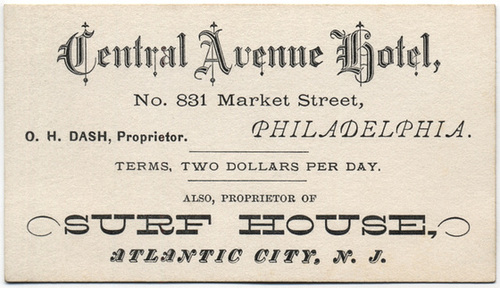 Central Avenue Hotel,
No. 831 Market Street,
O. H. DASH, Proprietor. PHILADELPHIA.
TERMS, TWO DOLLARS PER DAY.
ALSO, PROPRIETOR OF
SURF HOUSE,
ATLANTIC CITY, N. J.